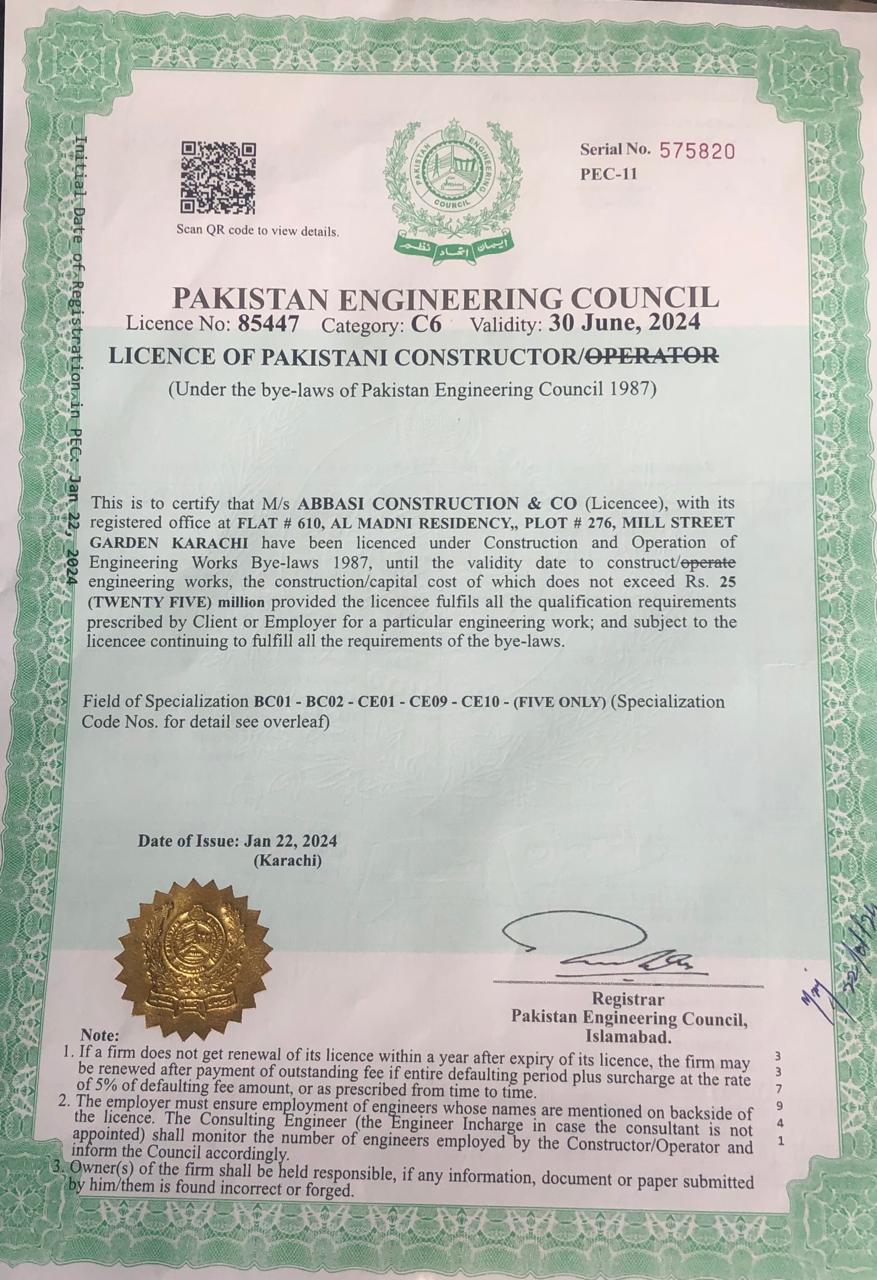 Initial Date of Registration in PEC: Jan 22, 2024
Scan QR code to view details.
PAKISTAN ENGINEERING COUNCIL
ایمان اتحاد نظم
Serial No. 575820
PEC-11
PAKISTAN ENGINEERING COUNCIL
Licence No: 85447 Category: C6 Validity: 30 June, 2024
LICENCE OF PAKISTANI CONSTRUCTOR/OPERATOR
(Under the bye-laws of Pakistan Engineering Council 1987)
This is to certify that M/s ABBASI CONSTRUCTION & CO (Licencee), with its
registered office at FLAT # 610, AL MADNI RESIDENCY,, PLOT # 276, MILL STREET
GARDEN KARACHI have been licenced under Construction and Operation of
Engineering Works Bye-laws 1987, until the validity date to construct/operate
engineering works, the construction/capital cost of which does not exceed Rs. 25
(TWENTY FIVE) million provided the licencee fulfils all the qualification requirements
prescribed by Client or Employer for a particular engineering work; and subject to the
licencee continuing to fulfill all the requirements of the bye-laws.
Field of Specialization BC01 - BC02 - CE01 - CE09 - CE10 - (FIVE ONLY) (Specialization
Code Nos. for detail see overleaf)
Date of Issue: Jan 22, 2024
(Karachi)
Registrar
Pakistan Engineering Council,
Islamabad.
Note:
1. If a firm does not get renewal of its licence within a year after expiry of its licence, the firm may
be renewed after payment of outstanding fee if entire defaulting period plus surcharge at the rate
of 5% of defaulting fee amount, or as prescribed from time to time.
2. The employer must ensure employment of engineers whose names are mentioned on backside of
the licence. The Consulting Engineer (the Engineer Incharge in case the consultant is not
appointed) shall monitor the number of engineers employed by the Constructor/Operator and
inform the Council accordingly.
3. Owner(s) of the firm shall be held responsible, if any information, document or paper submitted
by him/them is found incorrect or forged.
3
3
7
9
4
1